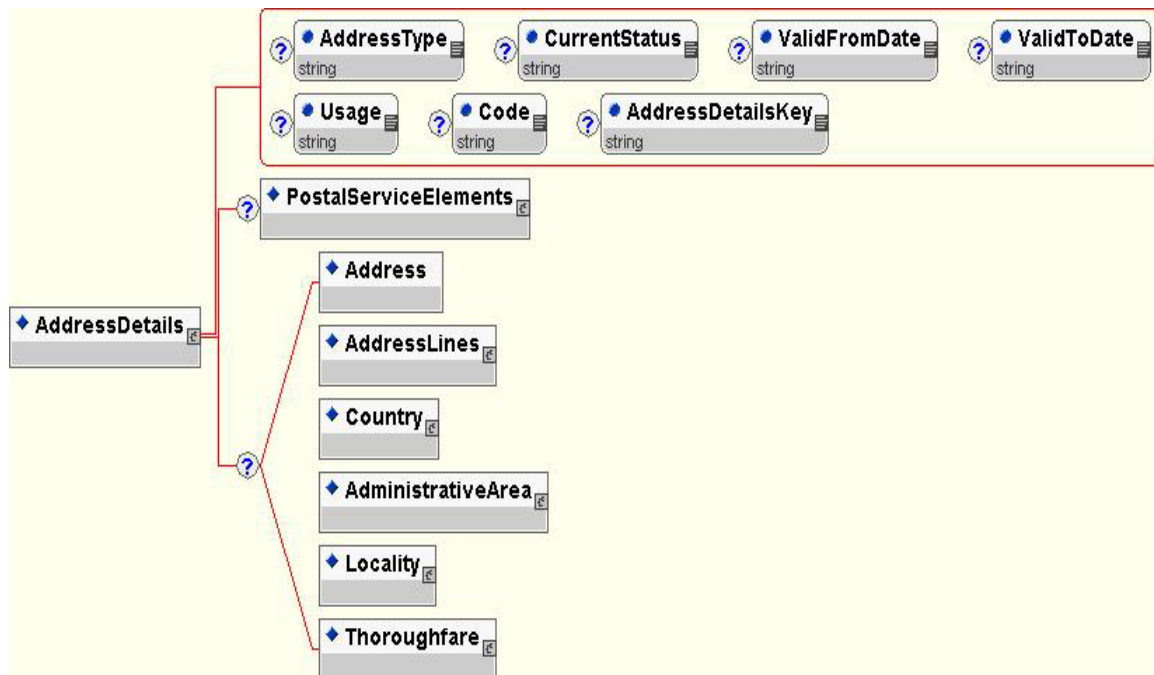 ? AddressType ? CurrentStatus ? ValidFromDate ? ValidToDate
string string string string
? Usage ? Code ? AddressDetailsKey
string string string
? PostalServiceElements
Address
AddressDetails
AddressLines
Country
?
AdministrativeArea
Locality
Thoroughfare